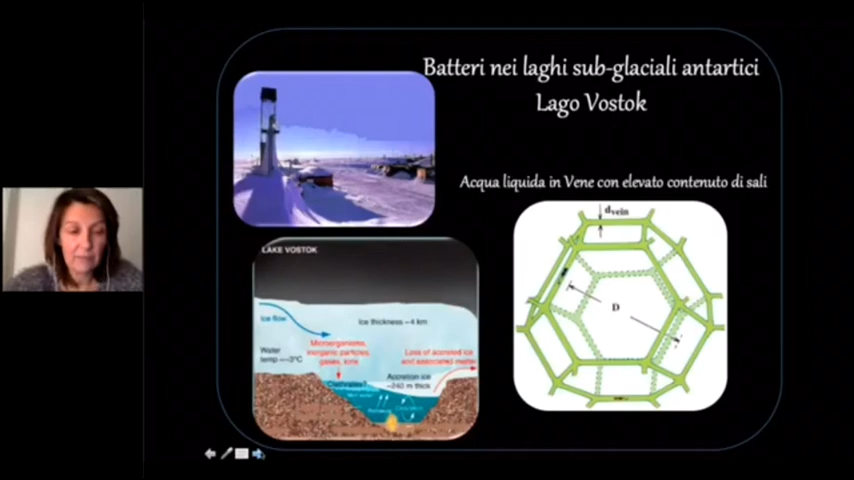 Batteri nei laghi sub-glaciali antartici
Lago Vostok
Acqua liquida in Vene con elevato contenuto di sali
dvein
D
LAKE VOSTOK
Ice flow
Ice thickness ~4 km
Microorganisms,
inorganic particles,
gases, ions
Water
temp ~-3°C
Loss of accreted ice
and associated matter
Accretion ice
~240 m thick
Clathrates?